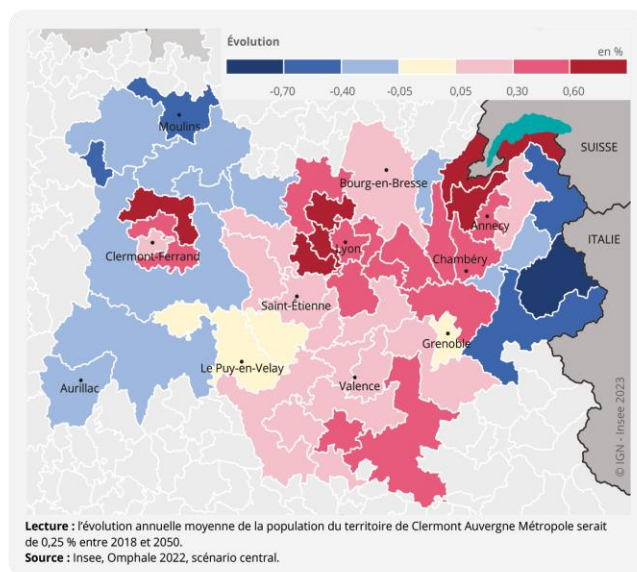 Évolution
en %
-0,70 -0,40 -0,05 0,05 0,30 0,60
Moulins
SUISSE
Bourg-en-Bresse
Annecy
ITALIE
Clermont-Ferrand
Lyon
Chambéry
Saint-Étienne
Grenoble
Le Puy-en-Velay
Aurillac
Valence
© IGN - Insee 2023
Lecture : l'évolution annuelle moyenne de la population du territoire de Clermont Auvergne Métropole serait
de 0,25 % entre 2018 et 2050.
Source : Insee, Omphale 2022, scénario central.